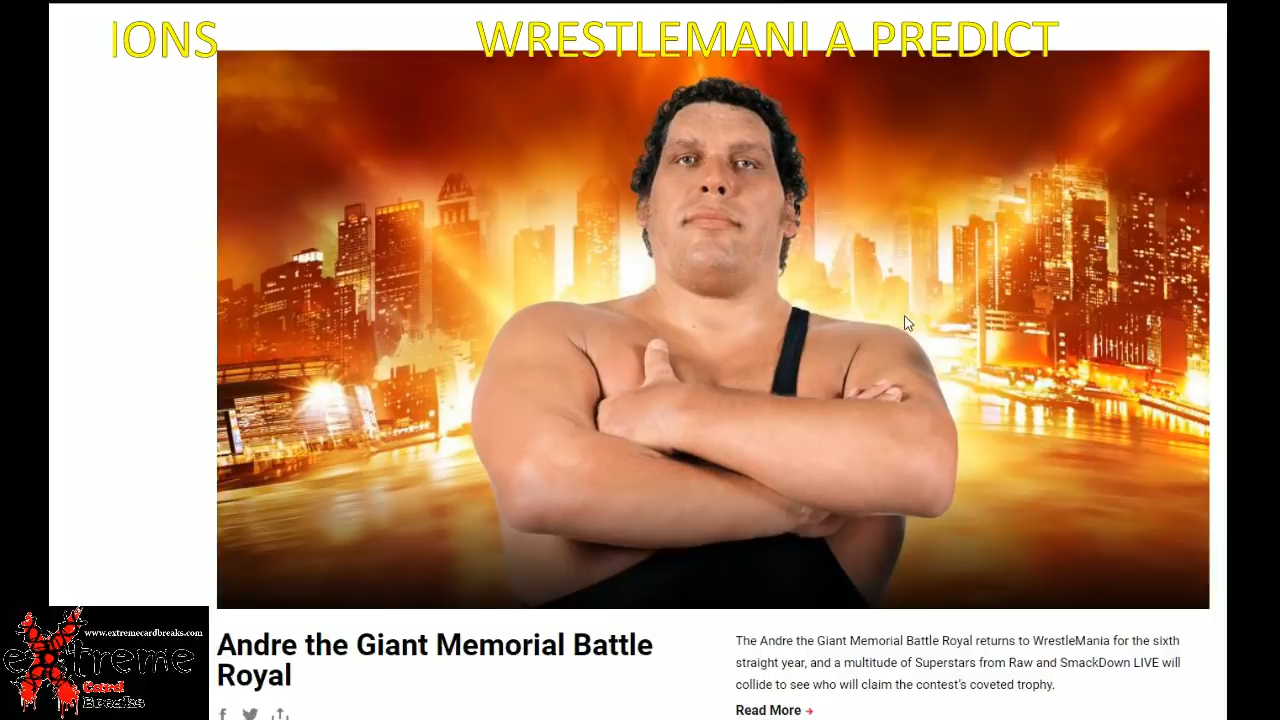 IONS WRESTLEMANI A PREDICT
www.extremecardbreaks.com
extreme
Card
Breaks
Andre the Giant Memorial Battle
Royal
The Andre the Giant Memorial Battle Royal returns to WrestleMania for the sixth
straight year, and a multitude of Superstars from Raw and SmackDown LIVE will
collide to see who will claim the contest's coveted trophy.
Read More